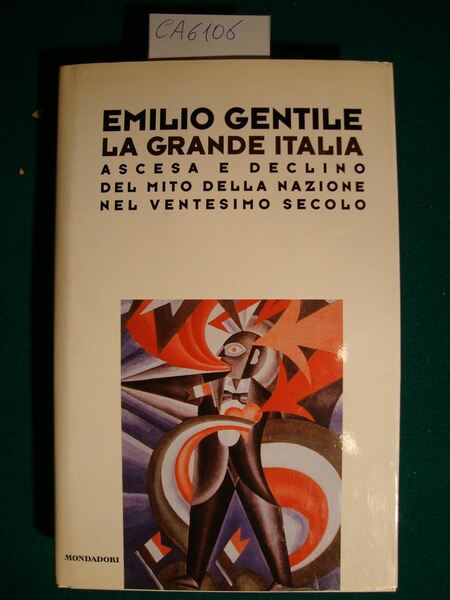 CA6106
EMILIO GENTILE
LA GRANDE ITALIA
ASCESA E DECLINO
DEL MITO DELLA NAZIONE
NEL VENTESIMO SECOLO
MONDADORI